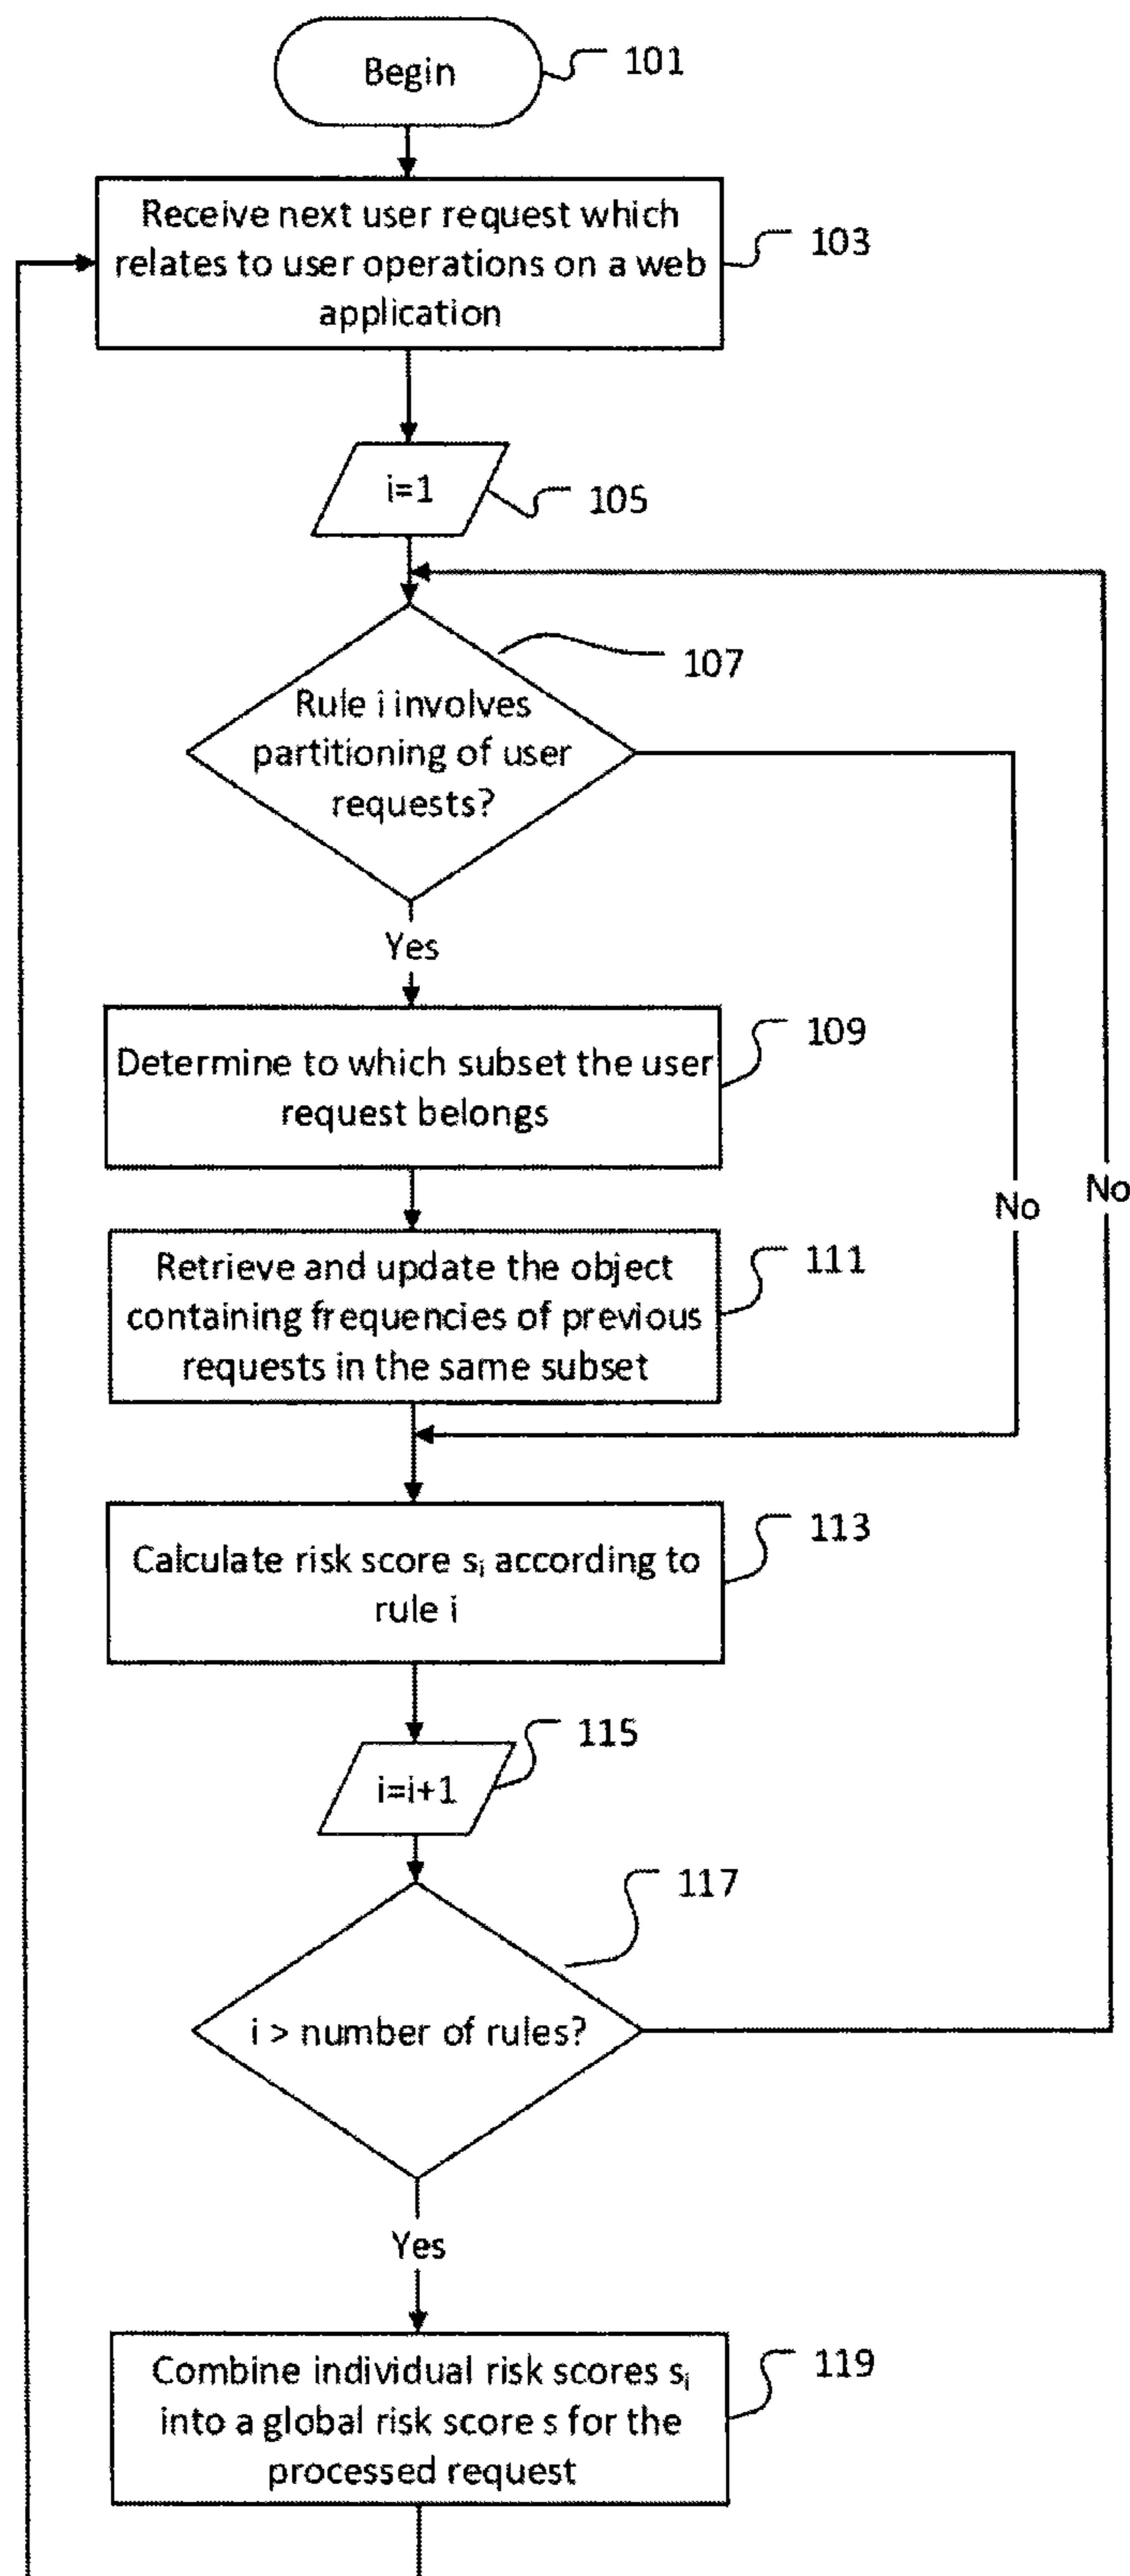 Begin
101
Receive next user request which
relates to user operations on a web
application
103
i=1
105
107
Rule i involves
partitioning of user
requests?
Yes
109
Determine to which subset the user
request belongs
No
No
111
Retrieve and update the object
containing frequencies of previous
requests in the same subset
113
Calculate risk score sᵢ according to
rule i
115
i=i+1
117
i > number of rules?
Yes
119
Combine individual risk scores sᵢ
into a global risk score s for the
processed request